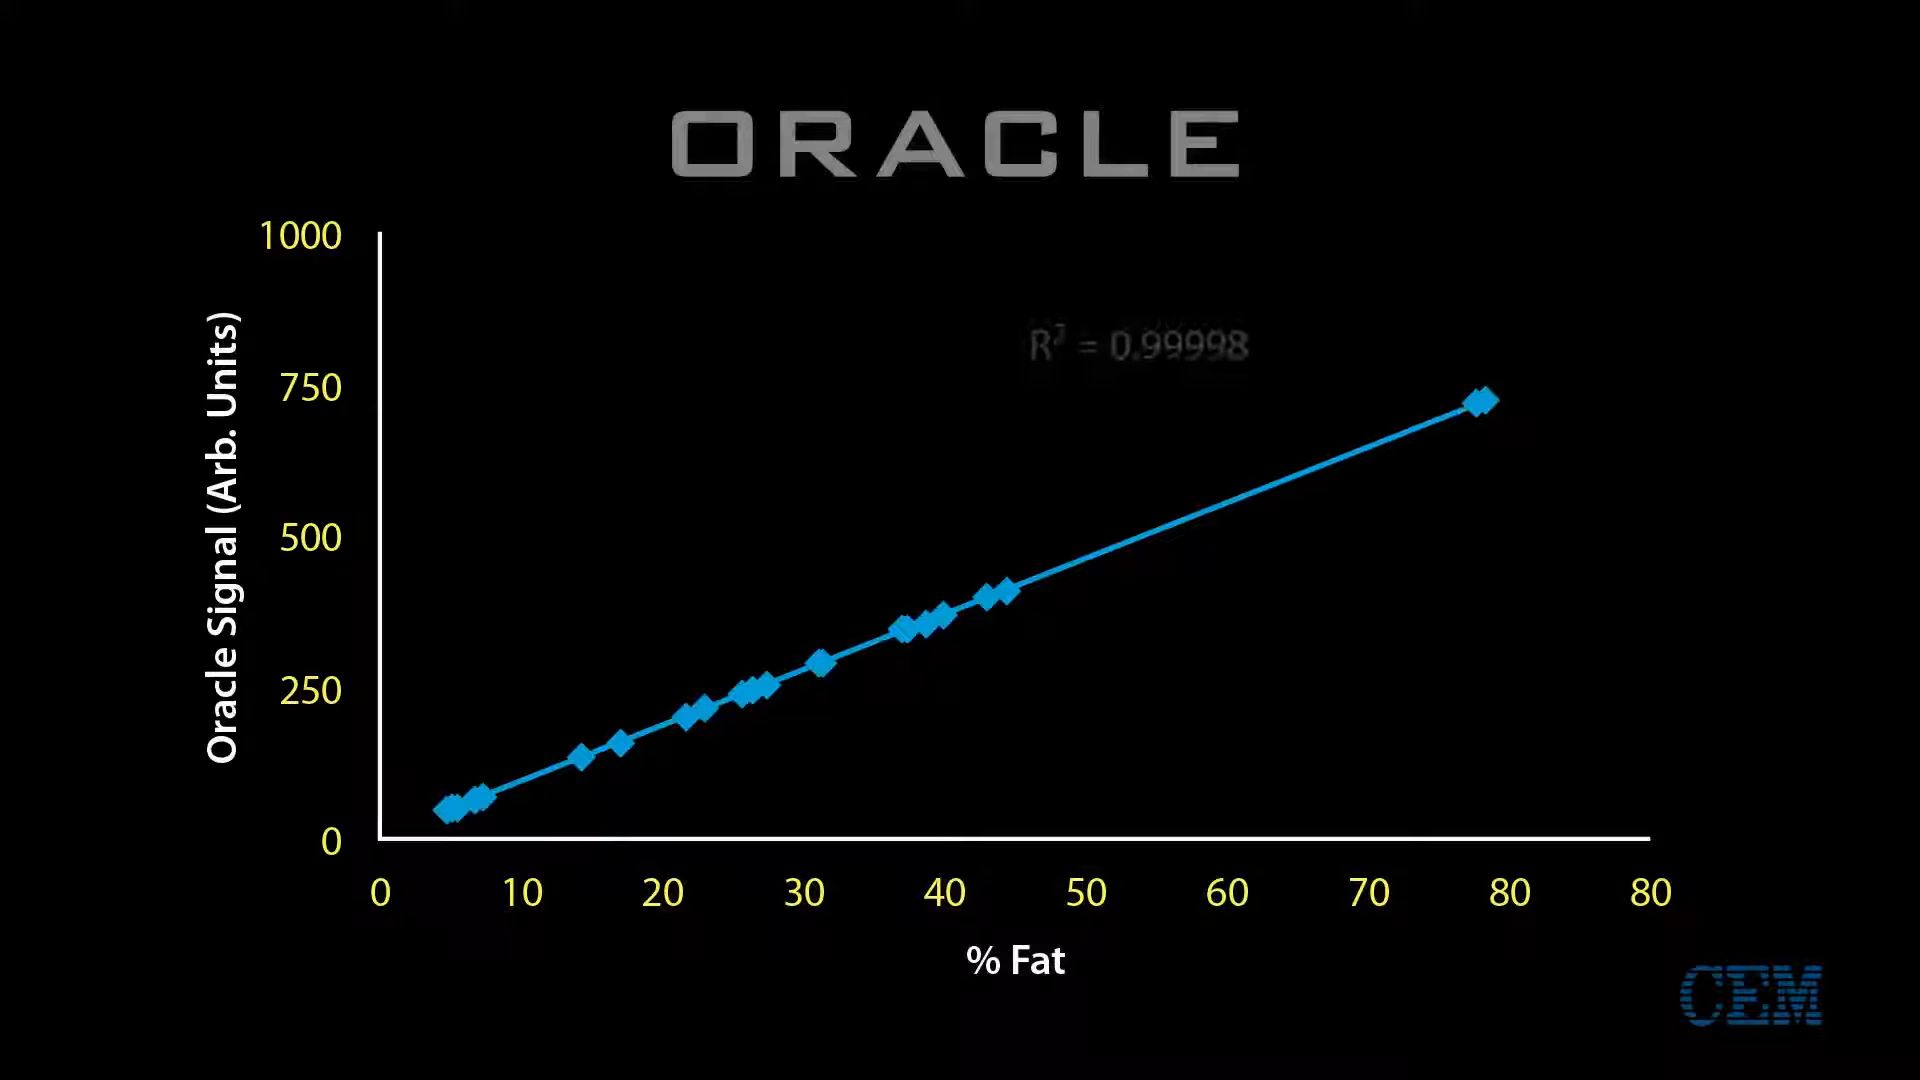 ORACLE
1000
R² = 0.99998
750
500
250
0
Oracle Signal (Arb. Units)
0 10 20 30 40 50 60 70 80 80
% Fat
CEM